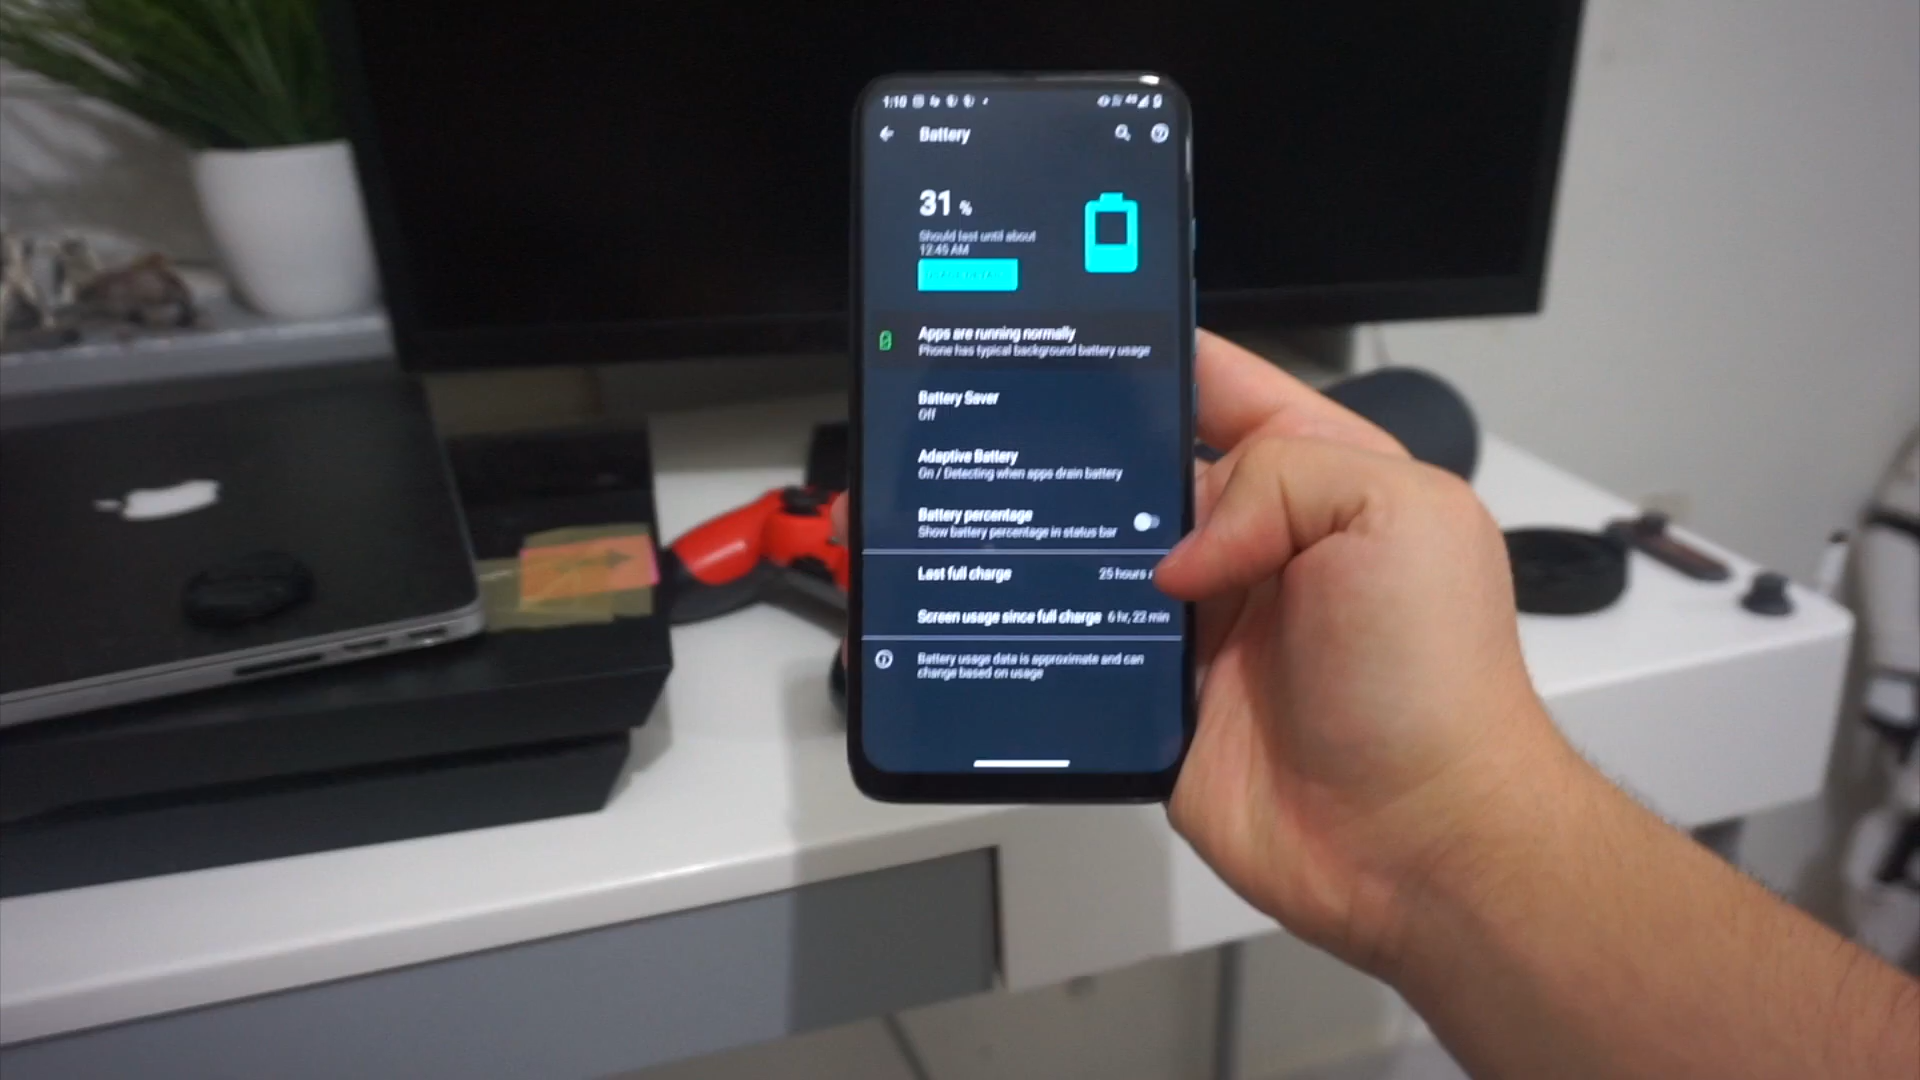 1:10
Battery
31 %
Should last until about
12:45 AM
Apps are running normally
Phone has typical background battery usage
Battery Saver
Off
Adaptive Battery
On / Detecting when apps drain battery
Battery percentage
Show battery percentage in status bar
Last full charge 25 hours
Screen usage since full charge 6 hr, 22 min
Battery usage data is approximate and can
change based on usage